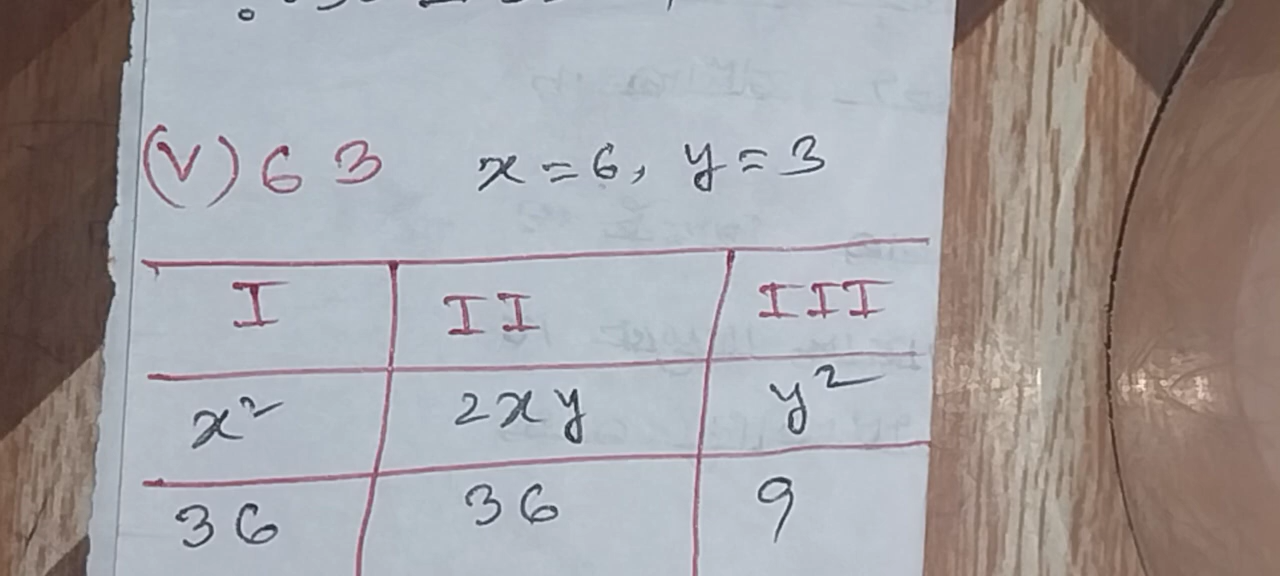 (V) 63 x = 6, y = 3
I II III
x² 2xy y²
36 36 9